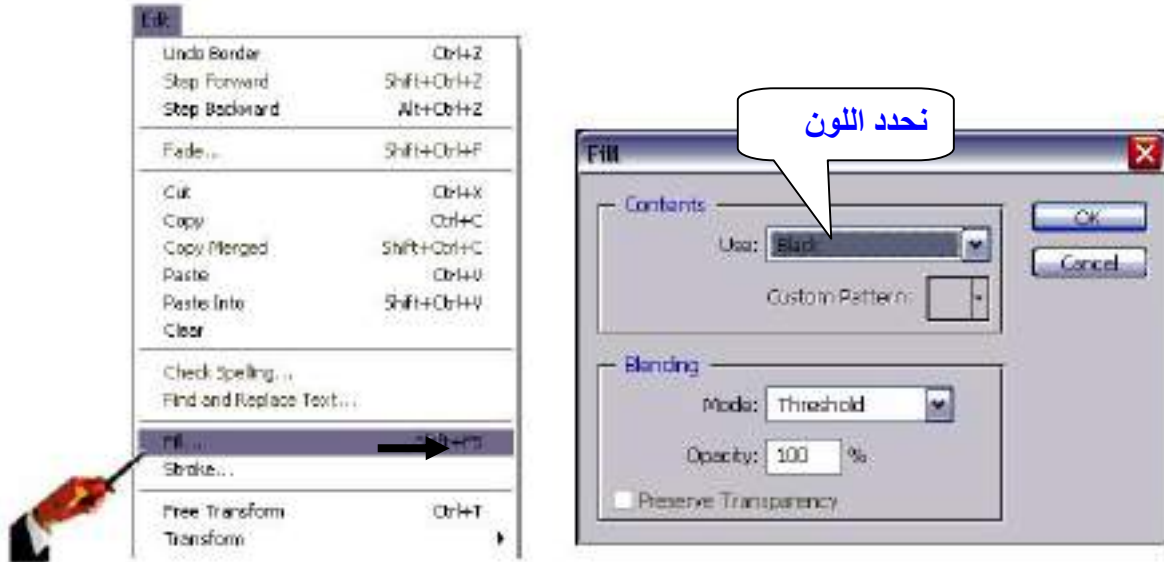 Edit
Undo Border Ctrl+Z
Step Forward Shift+Ctrl+Z
Step Backward Alt+Ctrl+Z
Fade... Shift+Ctrl+F
Cut Ctrl+X
Copy Ctrl+C
Copy Merged Shift+Ctrl+C
Paste Ctrl+V
Paste Into Shift+Ctrl+V
Clear
Check Spelling...
Find and Replace Text...
Fill...
Stroke...
Free Transform Ctrl+T
Transform
نحدد اللون
Fill
Contents
Use: Black
OK
Cancel
Custom Pattern:
Blending
Mode: Threshold
Opacity: 100 %
Preserve Transparency